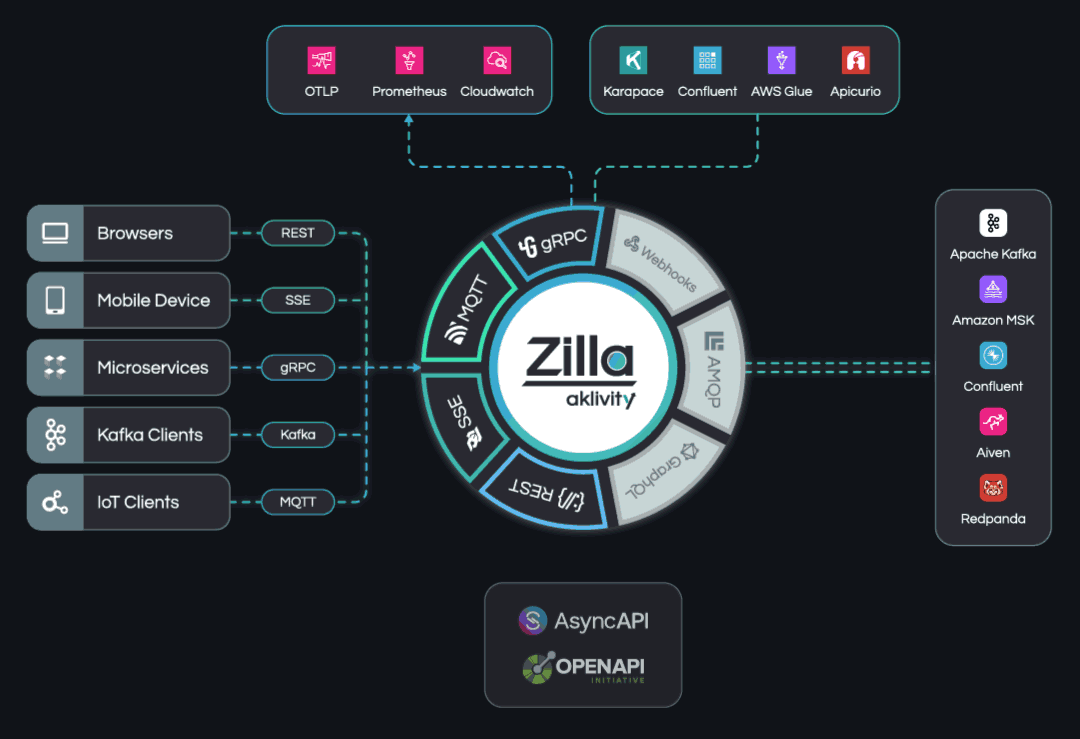 OTLP
Prometheus
Cloudwatch
Karapace
Confluent
AWS Glue
Apicurio
Browsers
REST
Mobile Device
SSE
Microservices
gRPC
Kafka Clients
Kafka
IoT Clients
MQTT
gRPC
Webhooks
MQTT
AMQP
SSE
GraphQL
REST
{://}
Zilla
aklivity
Apache Kafka
Amazon MSK
Confluent
Aiven
Redpanda
AsyncAPI
OPENAPI
INITIATIVE